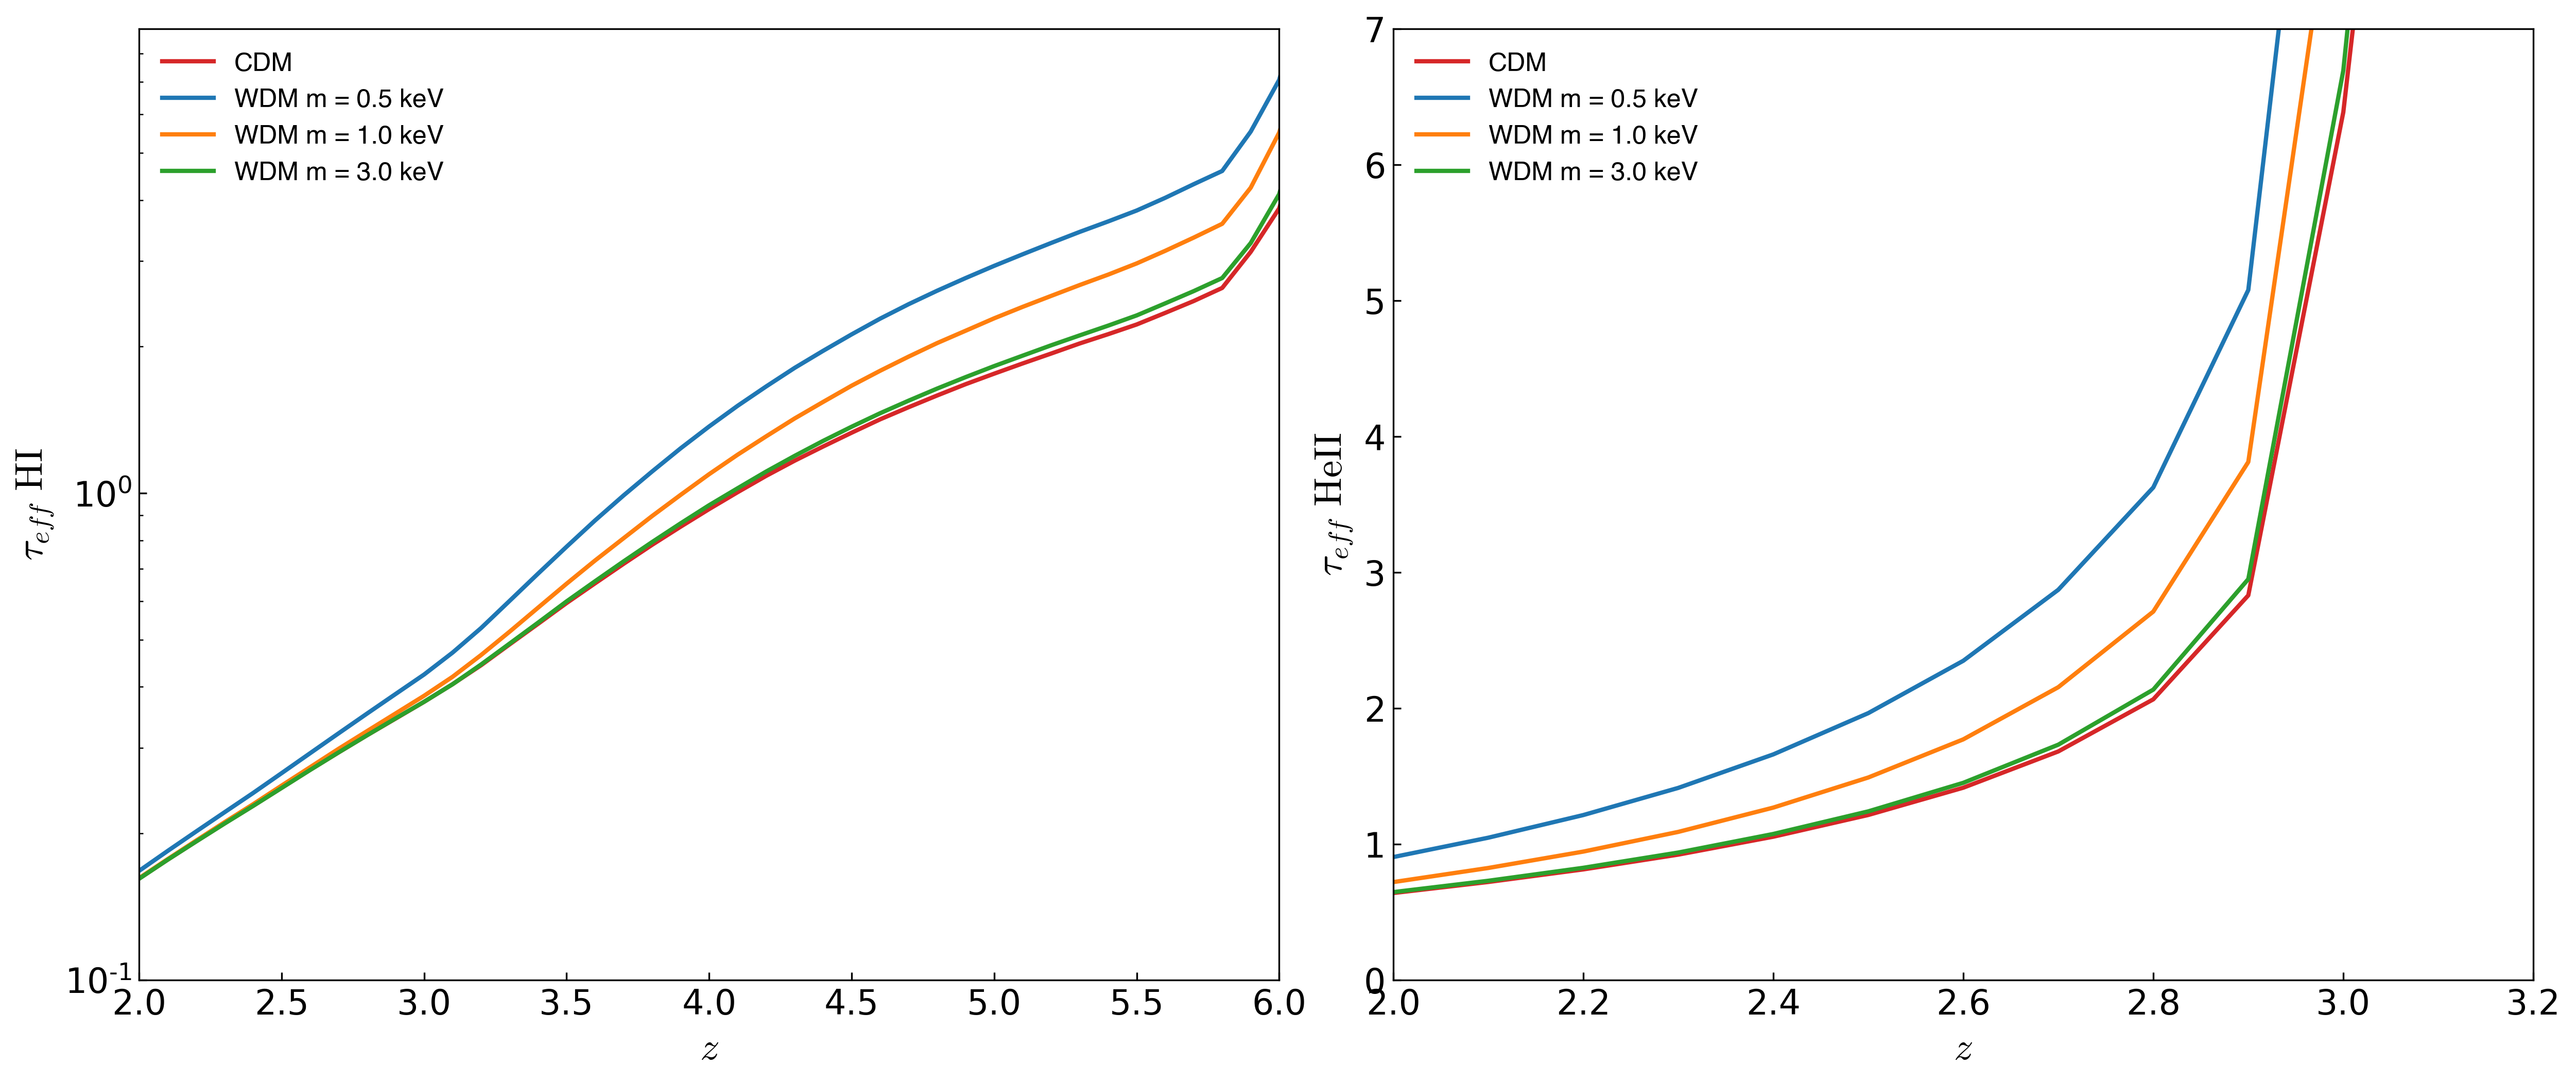 CDM
WDM m = 0.5 keV
WDM m = 1.0 keV
WDM m = 3.0 keV
τ_eff HI
10⁰
10⁻¹
2.0 2.5 3.0 3.5 4.0 4.5 5.0 5.5 6.0
z
CDM
WDM m = 0.5 keV
WDM m = 1.0 keV
WDM m = 3.0 keV
τ_eff HeII
7
6
5
4
3
2
1
0
2.0 2.2 2.4 2.6 2.8 3.0 3.2
z